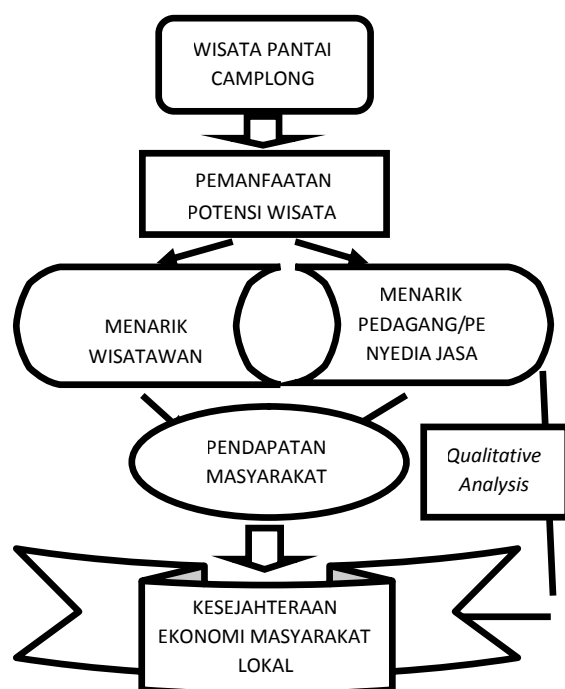 WISATA PANTAI
CAMPLONG
PEMANFAATAN
POTENSI WISATA
MENARIK
WISATAWAN
MENARIK
PEDAGANG/PE
NYEDIA JASA
PENDAPATAN
MASYARAKAT
Qualitative
Analysis
KESEJAHTERAAN
EKONOMI MASYARAKAT
LOKAL